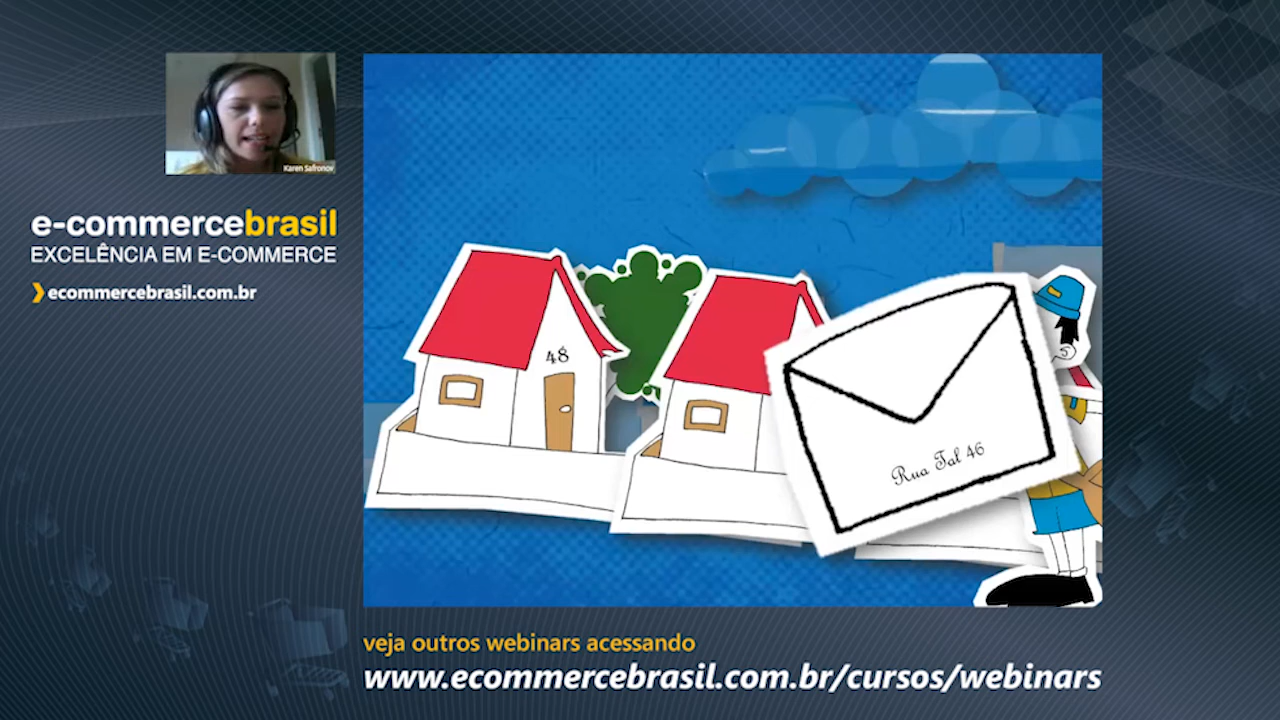 Karen Safronov
e-commercebrasil
EXCELÊNCIA EM E-COMMERCE
ecommercebrasil.com.br
48
Rua Tal 46
veja outros webinars acessando
www.ecommercebrasil.com.br/cursos/webinars